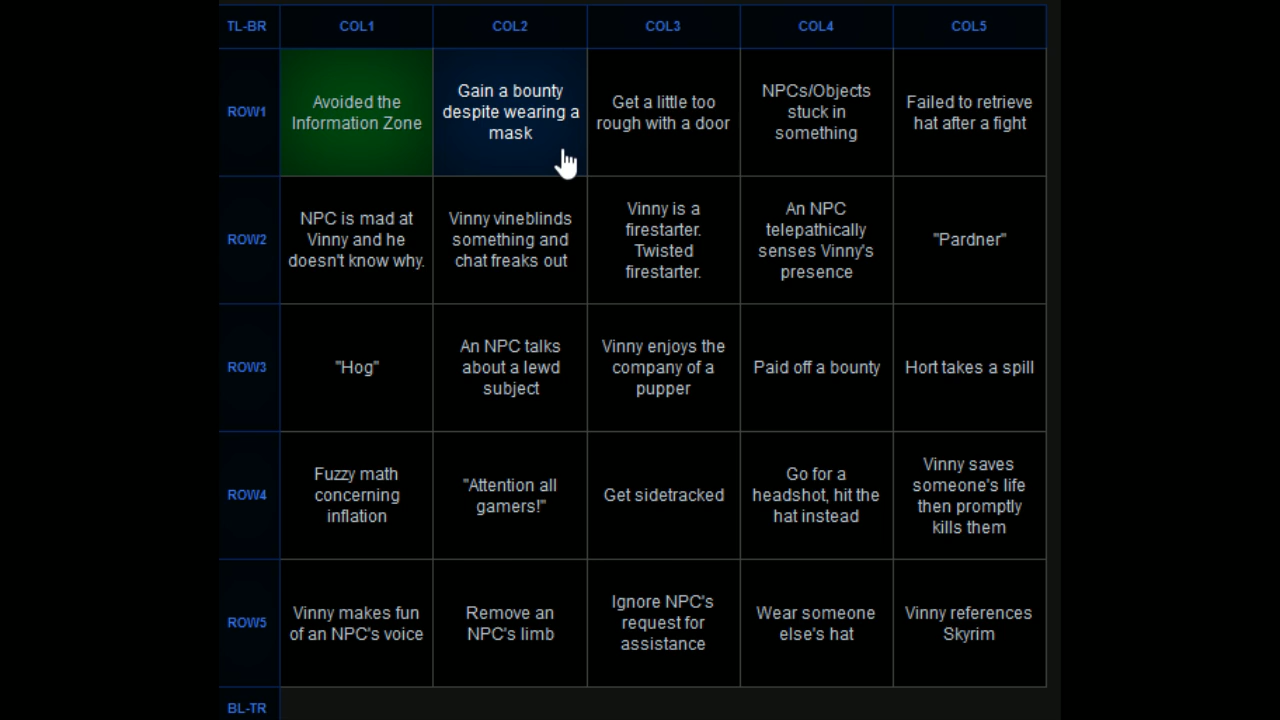 TL-BR COL1 COL2 COL3 COL4 COL5
ROW1
Avoided the
Information Zone
Gain a bounty
despite wearing a
mask
Get a little too
rough with a door
NPCs/Objects
stuck in
something
Failed to retrieve
hat after a fight
ROW2
NPC is mad at
Vinny and he
doesn't know why.
Vinny vineblinds
something and
chat freaks out
Vinny is a
firestarter.
Twisted
firestarter.
An NPC
telepathically
senses Vinny's
presence
"Pardner"
ROW3
"Hog"
An NPC talks
about a lewd
subject
Vinny enjoys the
company of a
pupper
Paid off a bounty
Hort takes a spill
ROW4
Fuzzy math
concerning
inflation
"Attention all
gamers!"
Get sidetracked
Go for a
headshot, hit the
hat instead
Vinny saves
someone's life
then promptly
kills them
ROW5
Vinny makes fun
of an NPC's voice
Remove an
NPC's limb
Ignore NPC's
request for
assistance
Wear someone
else's hat
Vinny references
Skyrim
BL-TR